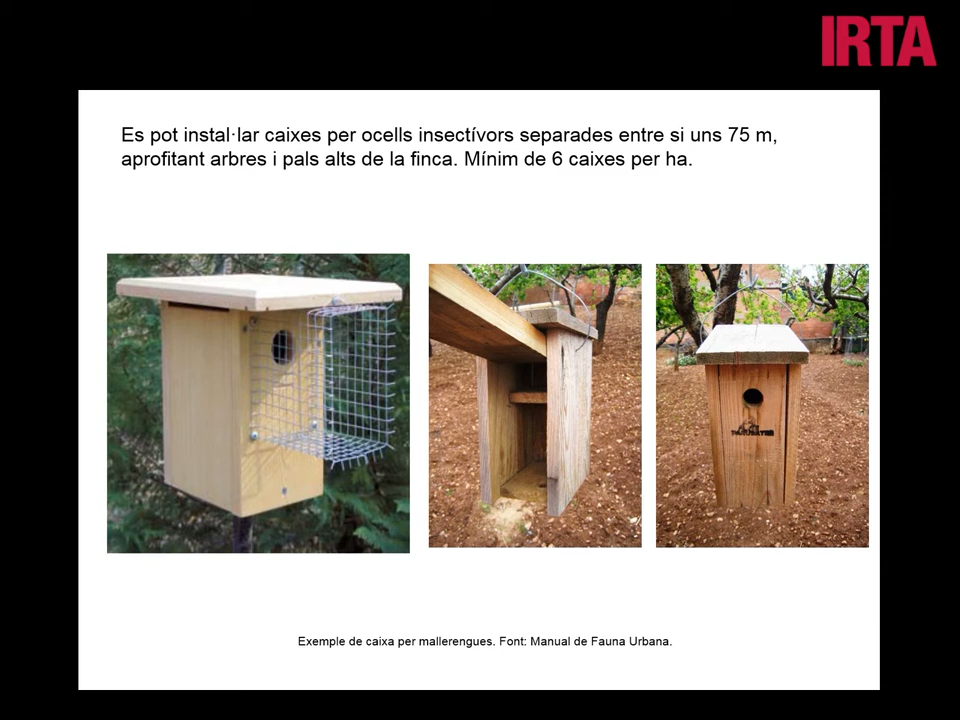 IRTA
Es pot instal·lar caixes per ocells insectívors separades entre si uns 75 m,
aprofitant arbres i pals alts de la finca. Mínim de 6 caixes per ha.
Exemple de caixa per mallerengues. Font: Manual de Fauna Urbana.